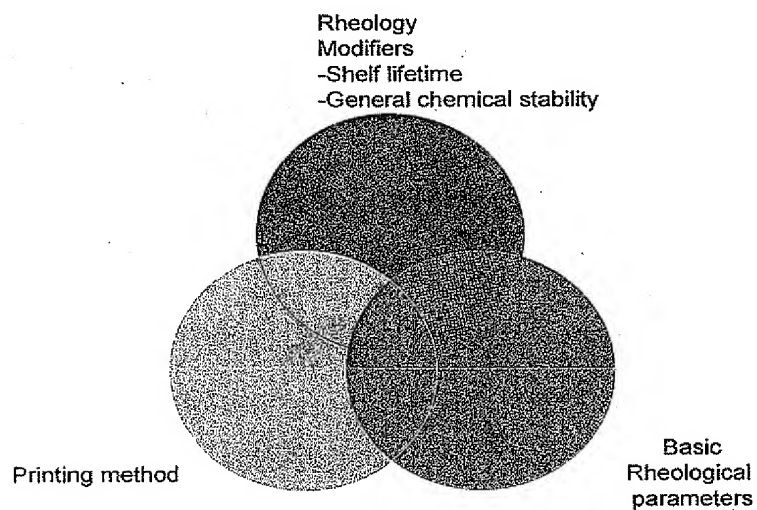 Rheology
Modifiers
-Shelf lifetime
-General chemical stability
Printing method
Basic
Rheological
parameters